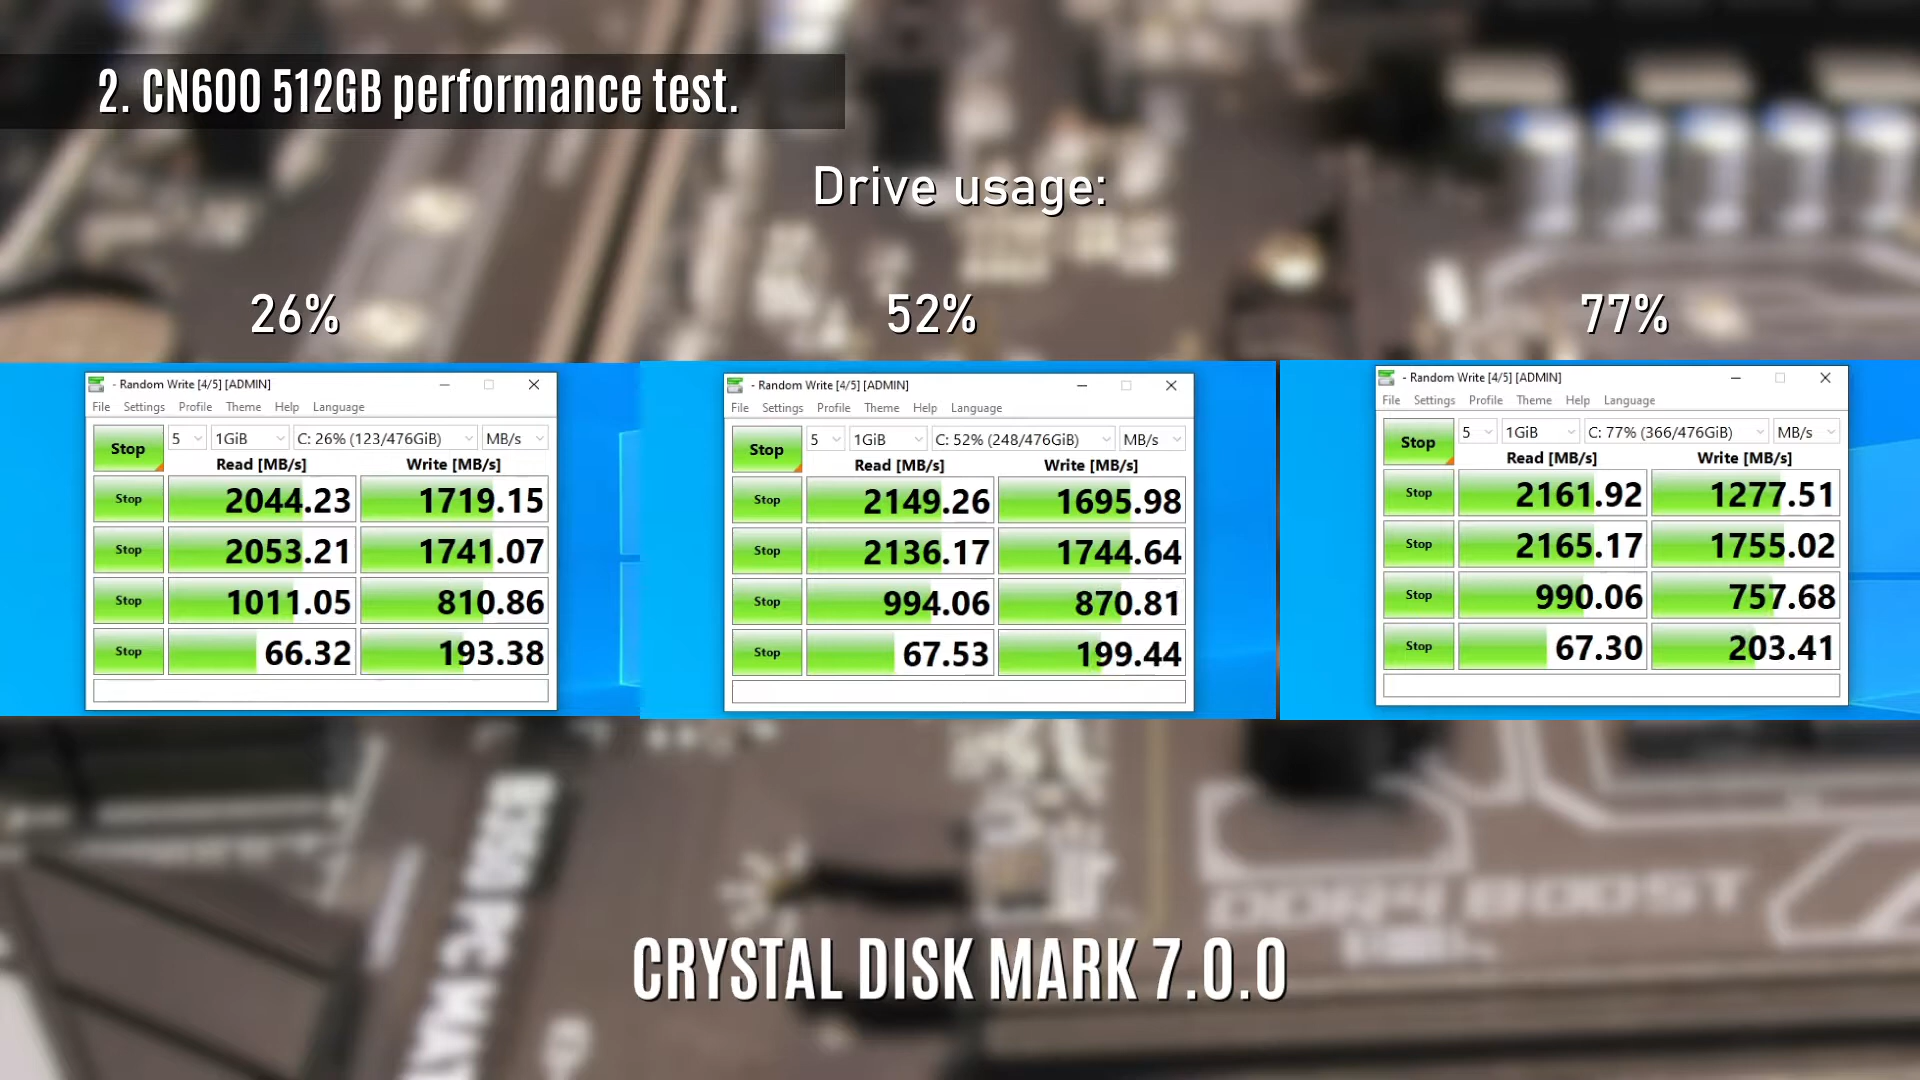 2. CN600 512GB performance test.
Drive usage:
26%
52%
77%
- Random Write [4/5] [ADMIN]
File Settings Profile Theme Help Language
Stop 5 1GiB C: 26% (123/476GiB) MB/s
Read [MB/s] Write [MB/s]
Stop 2044.23 1719.15
Stop 2053.21 1741.07
Stop 1011.05 810.86
Stop 66.32 193.38
- Random Write [4/5] [ADMIN]
File Settings Profile Theme Help Language
Stop 5 1GiB C: 52% (248/476GiB) MB/s
Read [MB/s] Write [MB/s]
Stop 2149.26 1695.98
Stop 2136.17 1744.64
Stop 994.06 870.81
Stop 67.53 199.44
- Random Write [4/5] [ADMIN]
File Settings Profile Theme Help Language
Stop 5 1GiB C: 77% (366/476GiB) MB/s
Read [MB/s] Write [MB/s]
Stop 2161.92 1277.51
Stop 2165.17 1755.02
Stop 990.06 757.68
Stop 67.30 203.41
DDR4 BOOST
CRYSTAL DISK MARK 7.0.0